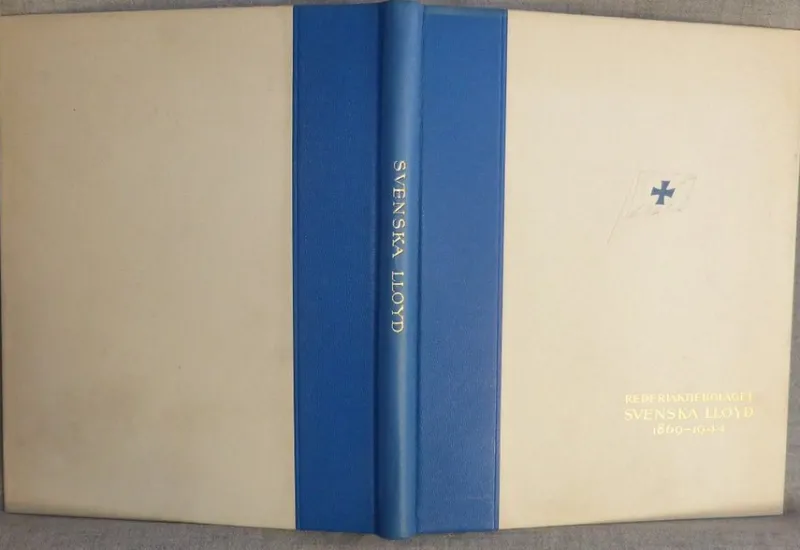 SVENSKA LLOYD
REDERIAKTIEBOLAGET
SVENSKA LLOYD
1869-1944